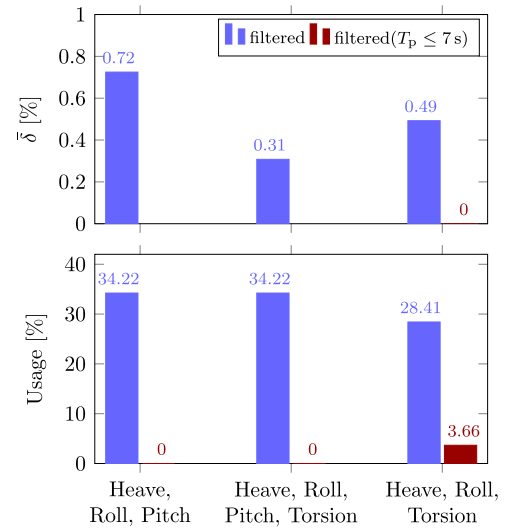 filtered filtered(Tp ≤ 7 s)
1
0.8
0.6
0.4
0.2
0
δ̄ [%]
0.72
0.31
0.49
0
40
30
20
10
0
Usage [%]
34.22
0
34.22
0
28.41
3.66
Heave,
Roll, Pitch
Heave, Roll,
Pitch, Torsion
Heave, Roll,
Torsion